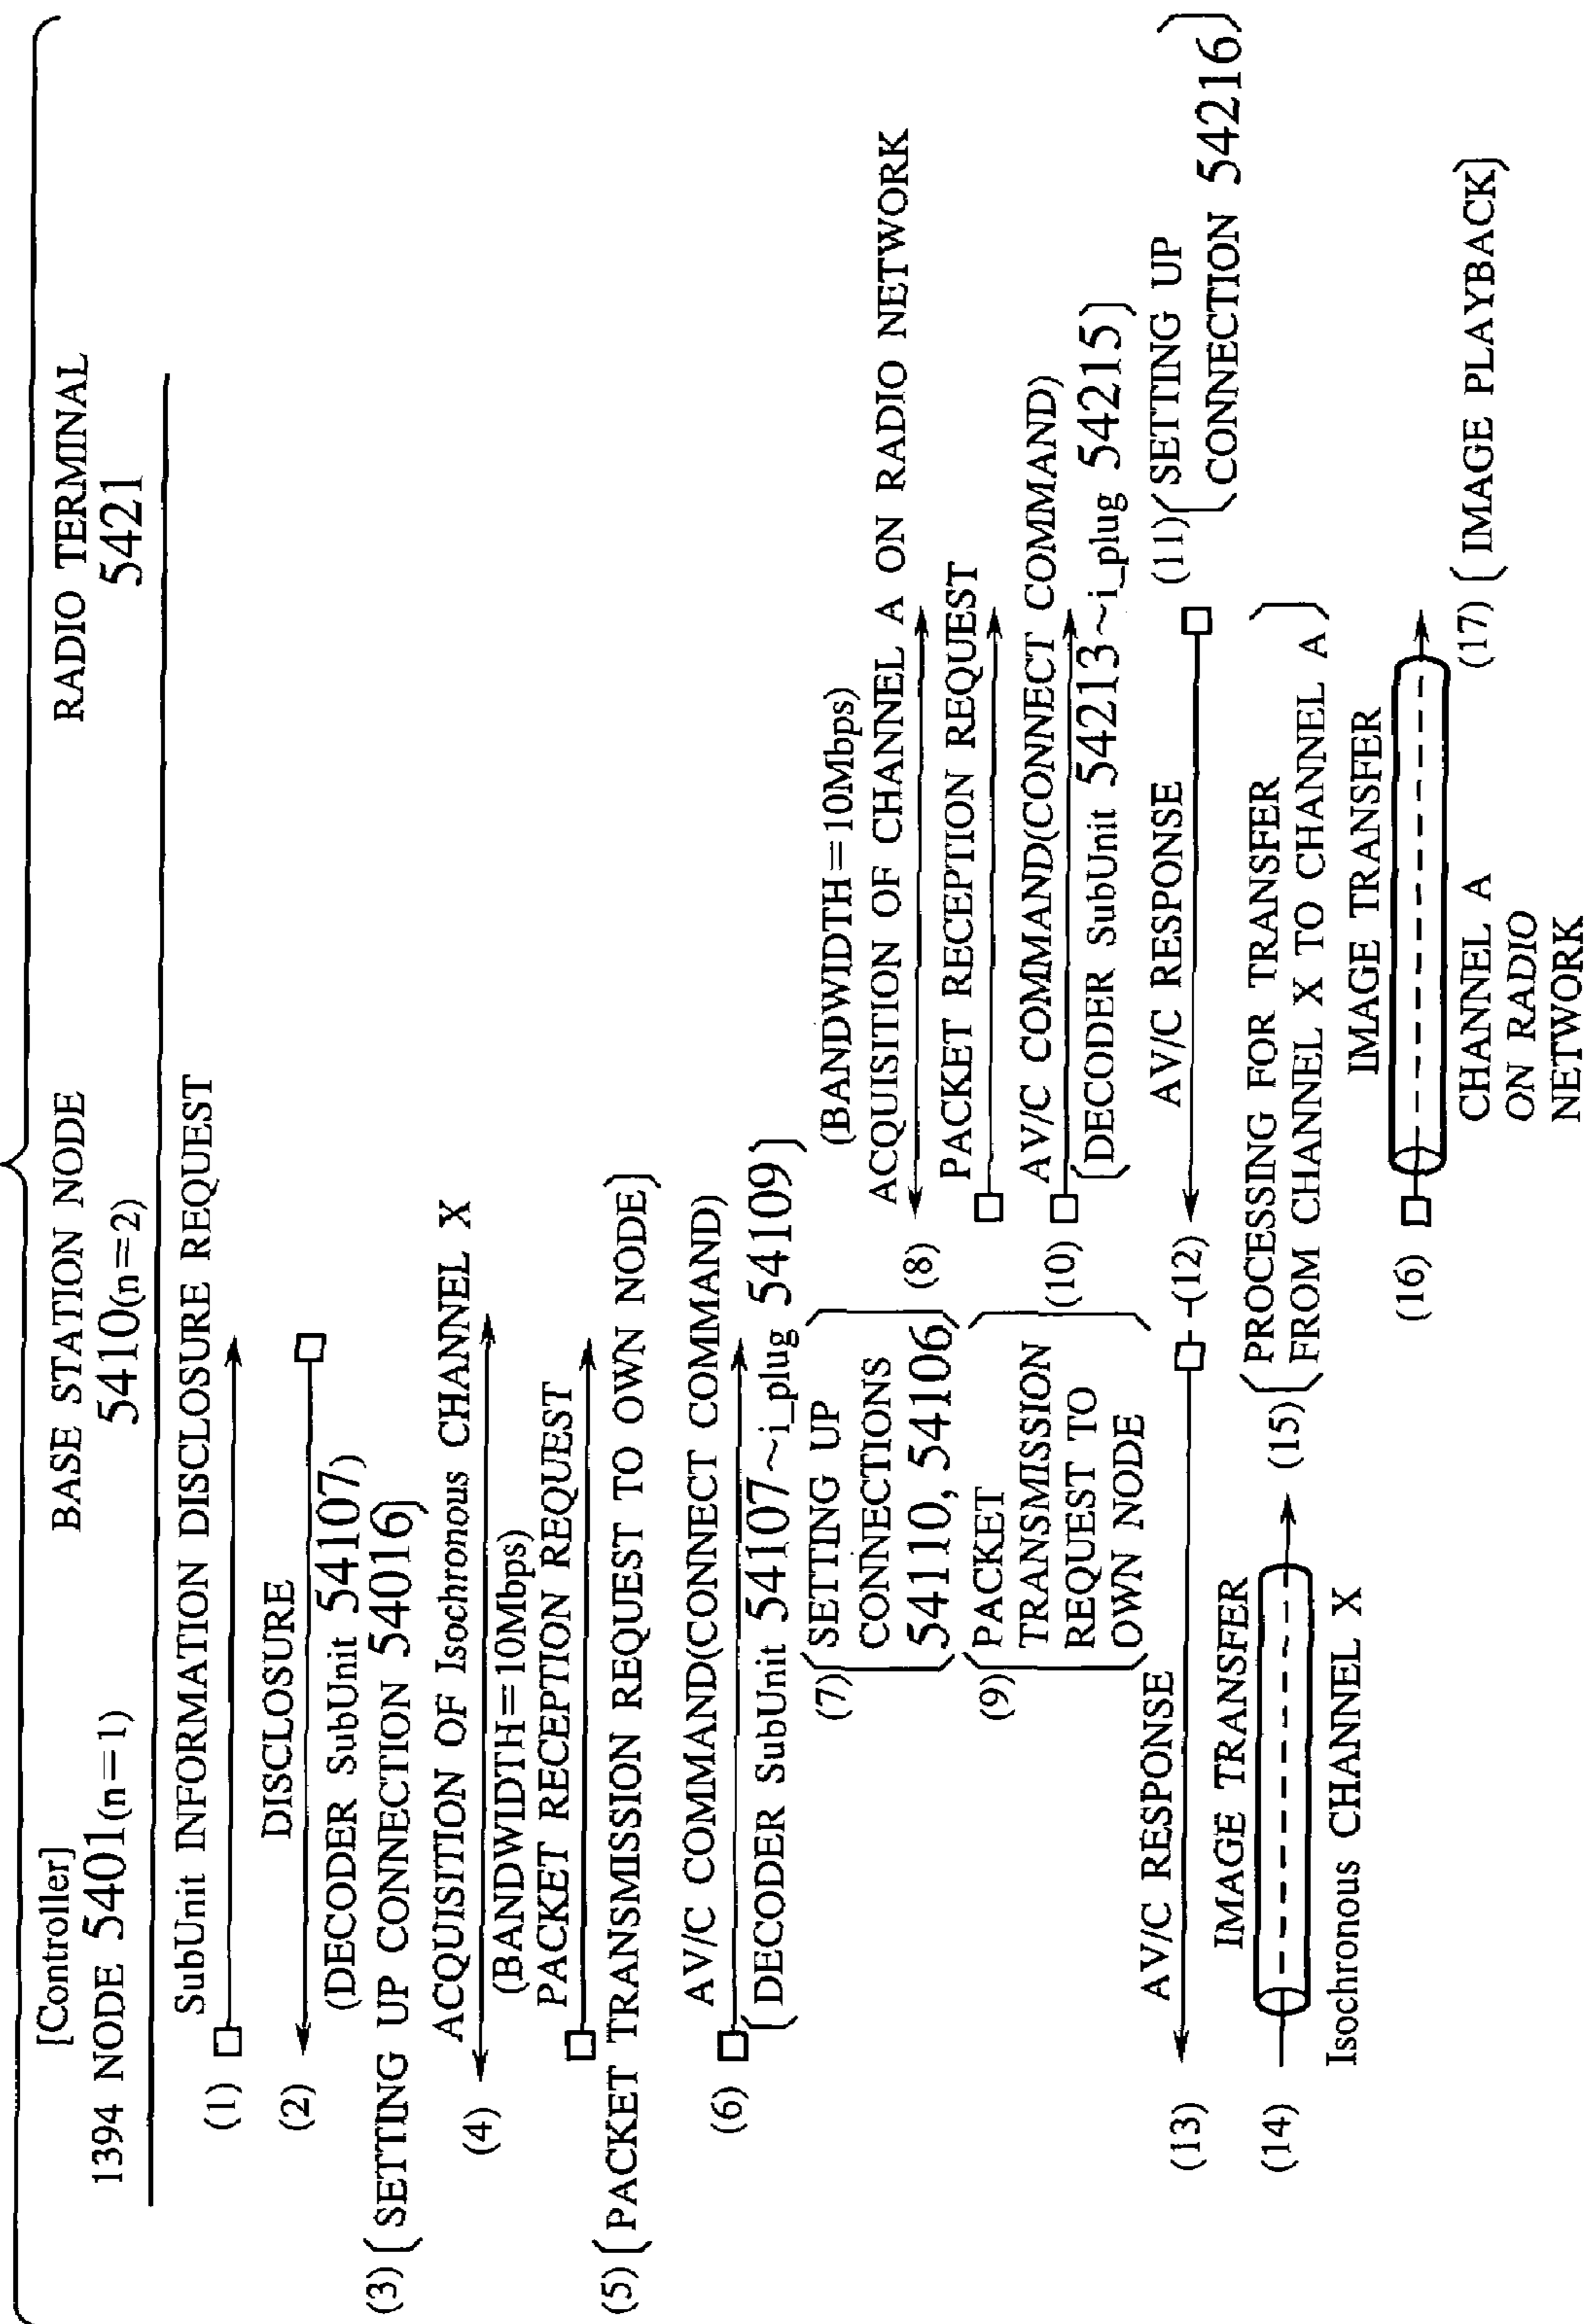 [Controller]
1394 NODE 5401(n=1)
BASE STATION NODE
5410(n=2)
RADIO TERMINAL
5421
SubUnit INFORMATION DISCLOSURE REQUEST
(1)
DISCLOSURE
(2)
(DECODER SubUnit 54107)
(3) [SETTING UP CONNECTION 54016]
ACQUISITION OF Isochronous CHANNEL X
(4)
(BANDWIDTH=10Mbps)
PACKET RECEPTION REQUEST
(5) [PACKET TRANSMISSION REQUEST TO OWN NODE]
AV/C COMMAND(CONNECT COMMAND)
(6)
[DECODER SubUnit 54107~i_plug 54109]
(7) [SETTING UP
CONNECTIONS
54110, 54106]
(BANDWIDTH=10Mbps)
ACQUISITION OF CHANNEL A ON RADIO NETWORK
(8)
PACKET RECEPTION REQUEST
(9) [PACKET
TRANSMISSION
REQUEST TO
OWN NODE]
AV/C COMMAND(CONNECT COMMAND)
(10)
[DECODER SubUnit 54213~i_plug 54215]
(11) [SETTING UP
CONNECTION 54216]
AV/C RESPONSE
(12)
AV/C RESPONSE
(13)
IMAGE TRANSFER
(14)
Isochronous CHANNEL X
(15) [PROCESSING FOR TRANSFER
FROM CHANNEL X TO CHANNEL A]
IMAGE TRANSFER
(16)
CHANNEL A
ON RADIO
NETWORK
(17) [IMAGE PLAYBACK]